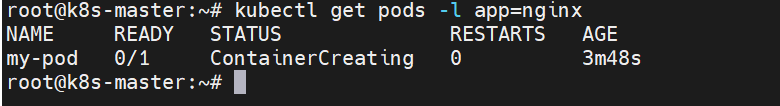 root@k8s-master:~# kubectl get pods -l app=nginx
NAME     READY   STATUS              RESTARTS   AGE
my-pod   0/1     ContainerCreating   0          3m48s
root@k8s-master:~#